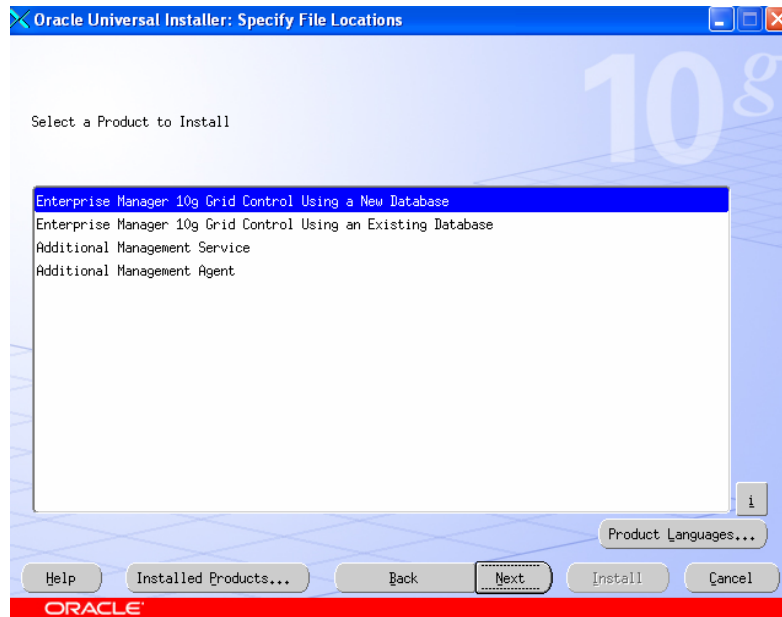 Oracle Universal Installer: Specify File Locations
10g
Select a Product to Install
Enterprise Manager 10g Grid Control Using a New Database
Enterprise Manager 10g Grid Control Using an Existing Database
Additional Management Service
Additional Management Agent
i
Product Languages...
Help Installed Products... Back Next Install Cancel
ORACLE